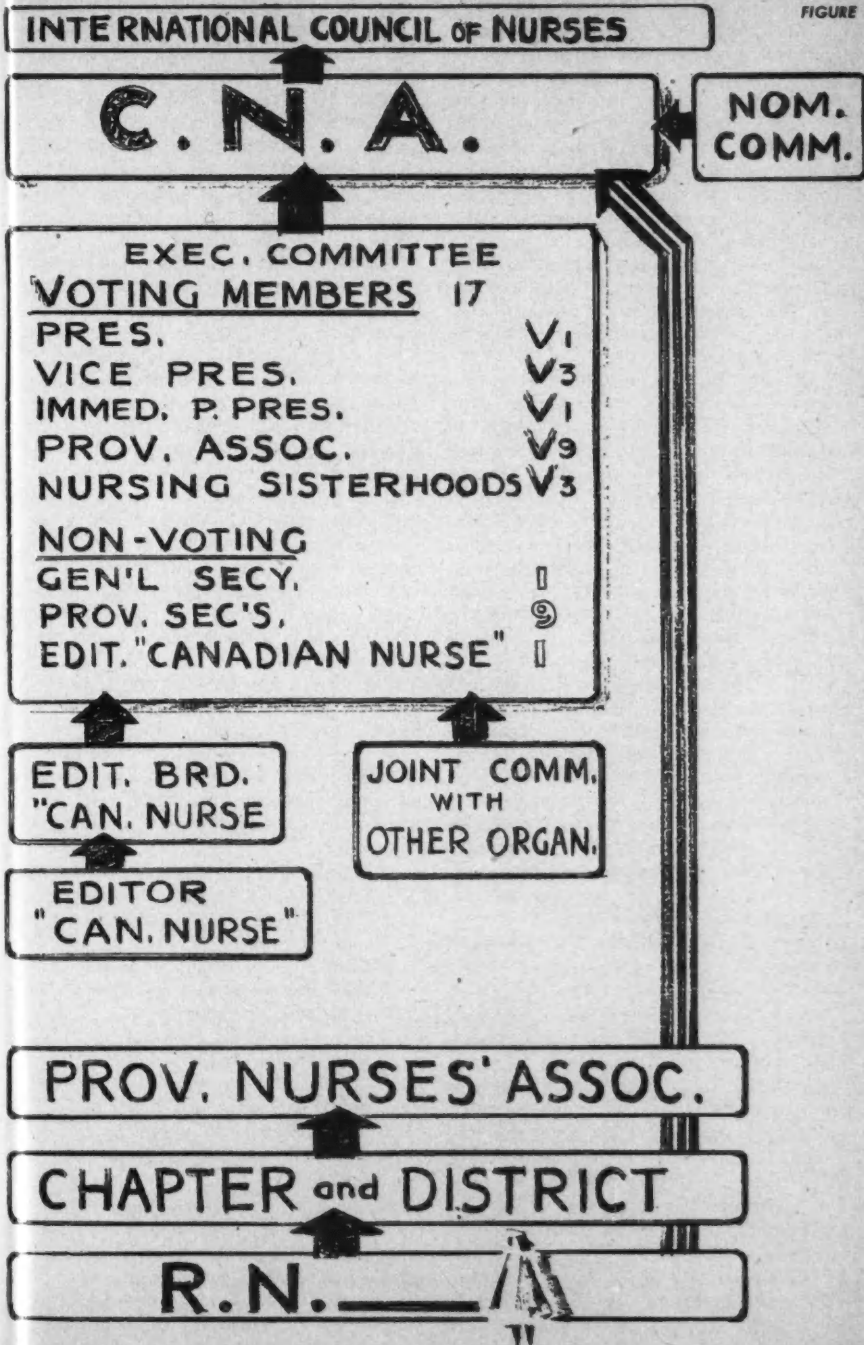 FIGURE
INTERNATIONAL COUNCIL OF NURSES
C.N.A.
NOM.
COMM.
EXEC. COMMITTEE
VOTING MEMBERS 17
PRES. V1
VICE PRES. V3
IMMED. P. PRES. V1
PROV. ASSOC. V9
NURSING SISTERHOODS V3
NON-VOTING
GEN'L SECY. 1
PROV. SEC'S. 9
EDIT. "CANADIAN NURSE" 1
EDIT. BRD.
"CAN. NURSE
JOINT COMM.
WITH
OTHER ORGAN.
EDITOR
"CAN. NURSE"
PROV. NURSES' ASSOC.
CHAPTER and DISTRICT
R.N.